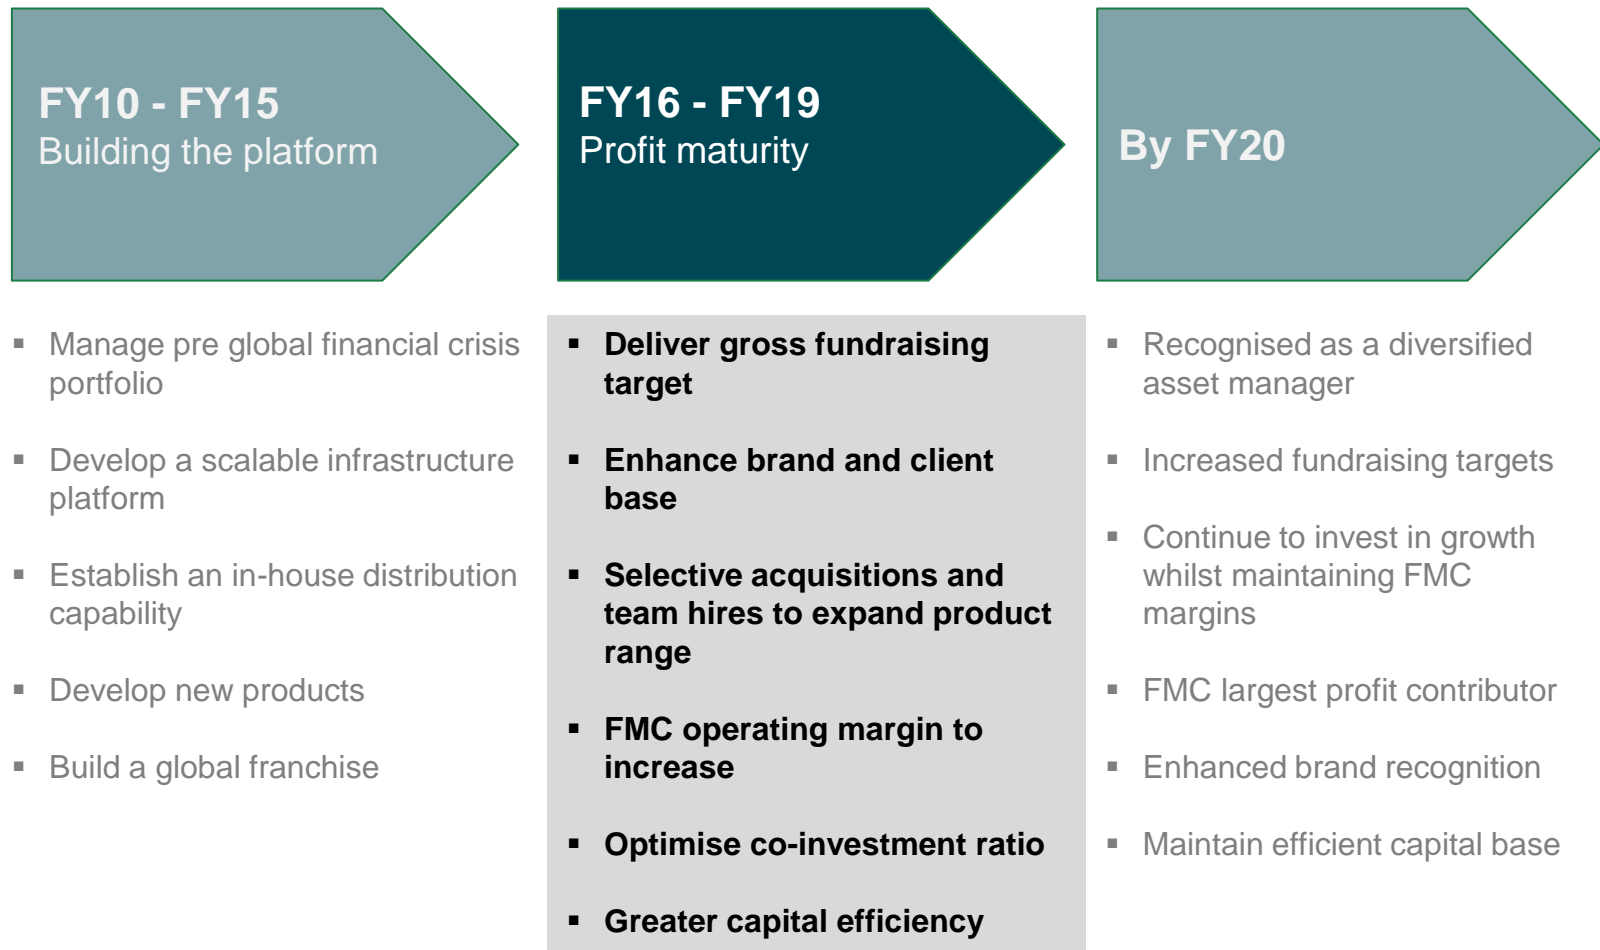 FY10 - FY15
Building the platform
▪ Manage pre global financial crisis
portfolio
▪ Develop a scalable infrastructure
platform
▪ Establish an in-house distribution
capability
▪ Develop new products
▪ Build a global franchise
FY16 - FY19
Profit maturity
▪ Deliver gross fundraising
target
▪ Enhance brand and client
base
▪ Selective acquisitions and
team hires to expand product
range
▪ FMC operating margin to
increase
▪ Optimise co-investment ratio
▪ Greater capital efficiency
By FY20
▪ Recognised as a diversified
asset manager
▪ Increased fundraising targets
▪ Continue to invest in growth
whilst maintaining FMC
margins
▪ FMC largest profit contributor
▪ Enhanced brand recognition
▪ Maintain efficient capital base